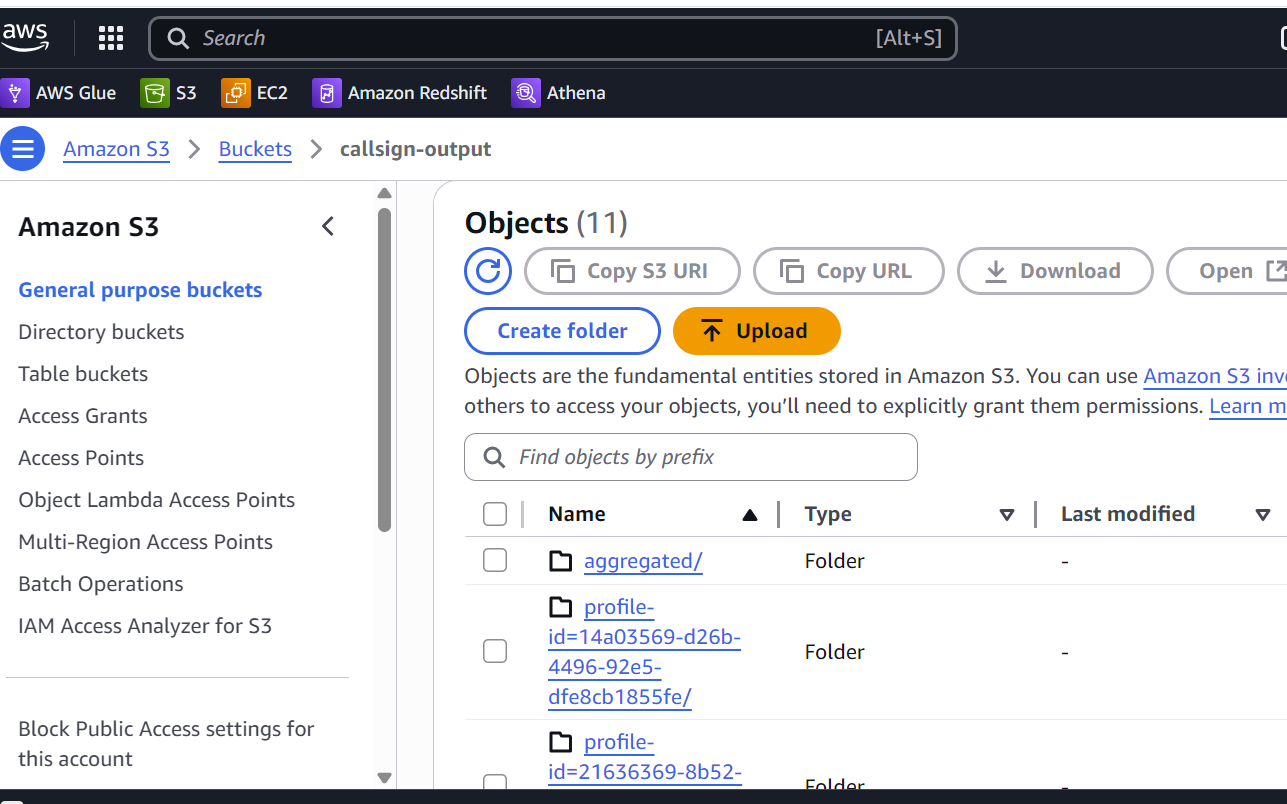 aws
Search [Alt+S]
AWS Glue S3 EC2 Amazon Redshift Athena
Amazon S3 Buckets callsign-output
Amazon S3
General purpose buckets
Directory buckets
Table buckets
Access Grants
Access Points
Object Lambda Access Points
Multi-Region Access Points
Batch Operations
IAM Access Analyzer for S3
Block Public Access settings for
this account
Objects (11)
Copy S3 URI Copy URL Download Open
Create folder Upload
Objects are the fundamental entities stored in Amazon S3. You can use Amazon S3
others to access your objects, you’ll need to explicitly grant them permissions. Learn
Find objects by prefix
Name Type Last modified
aggregated/ Folder -
profile-
id=14a03569-d26b-
4496-92e5-
dfe8cb1855fe/
Folder -
profile-
id=21636369-8b52-
Folder -